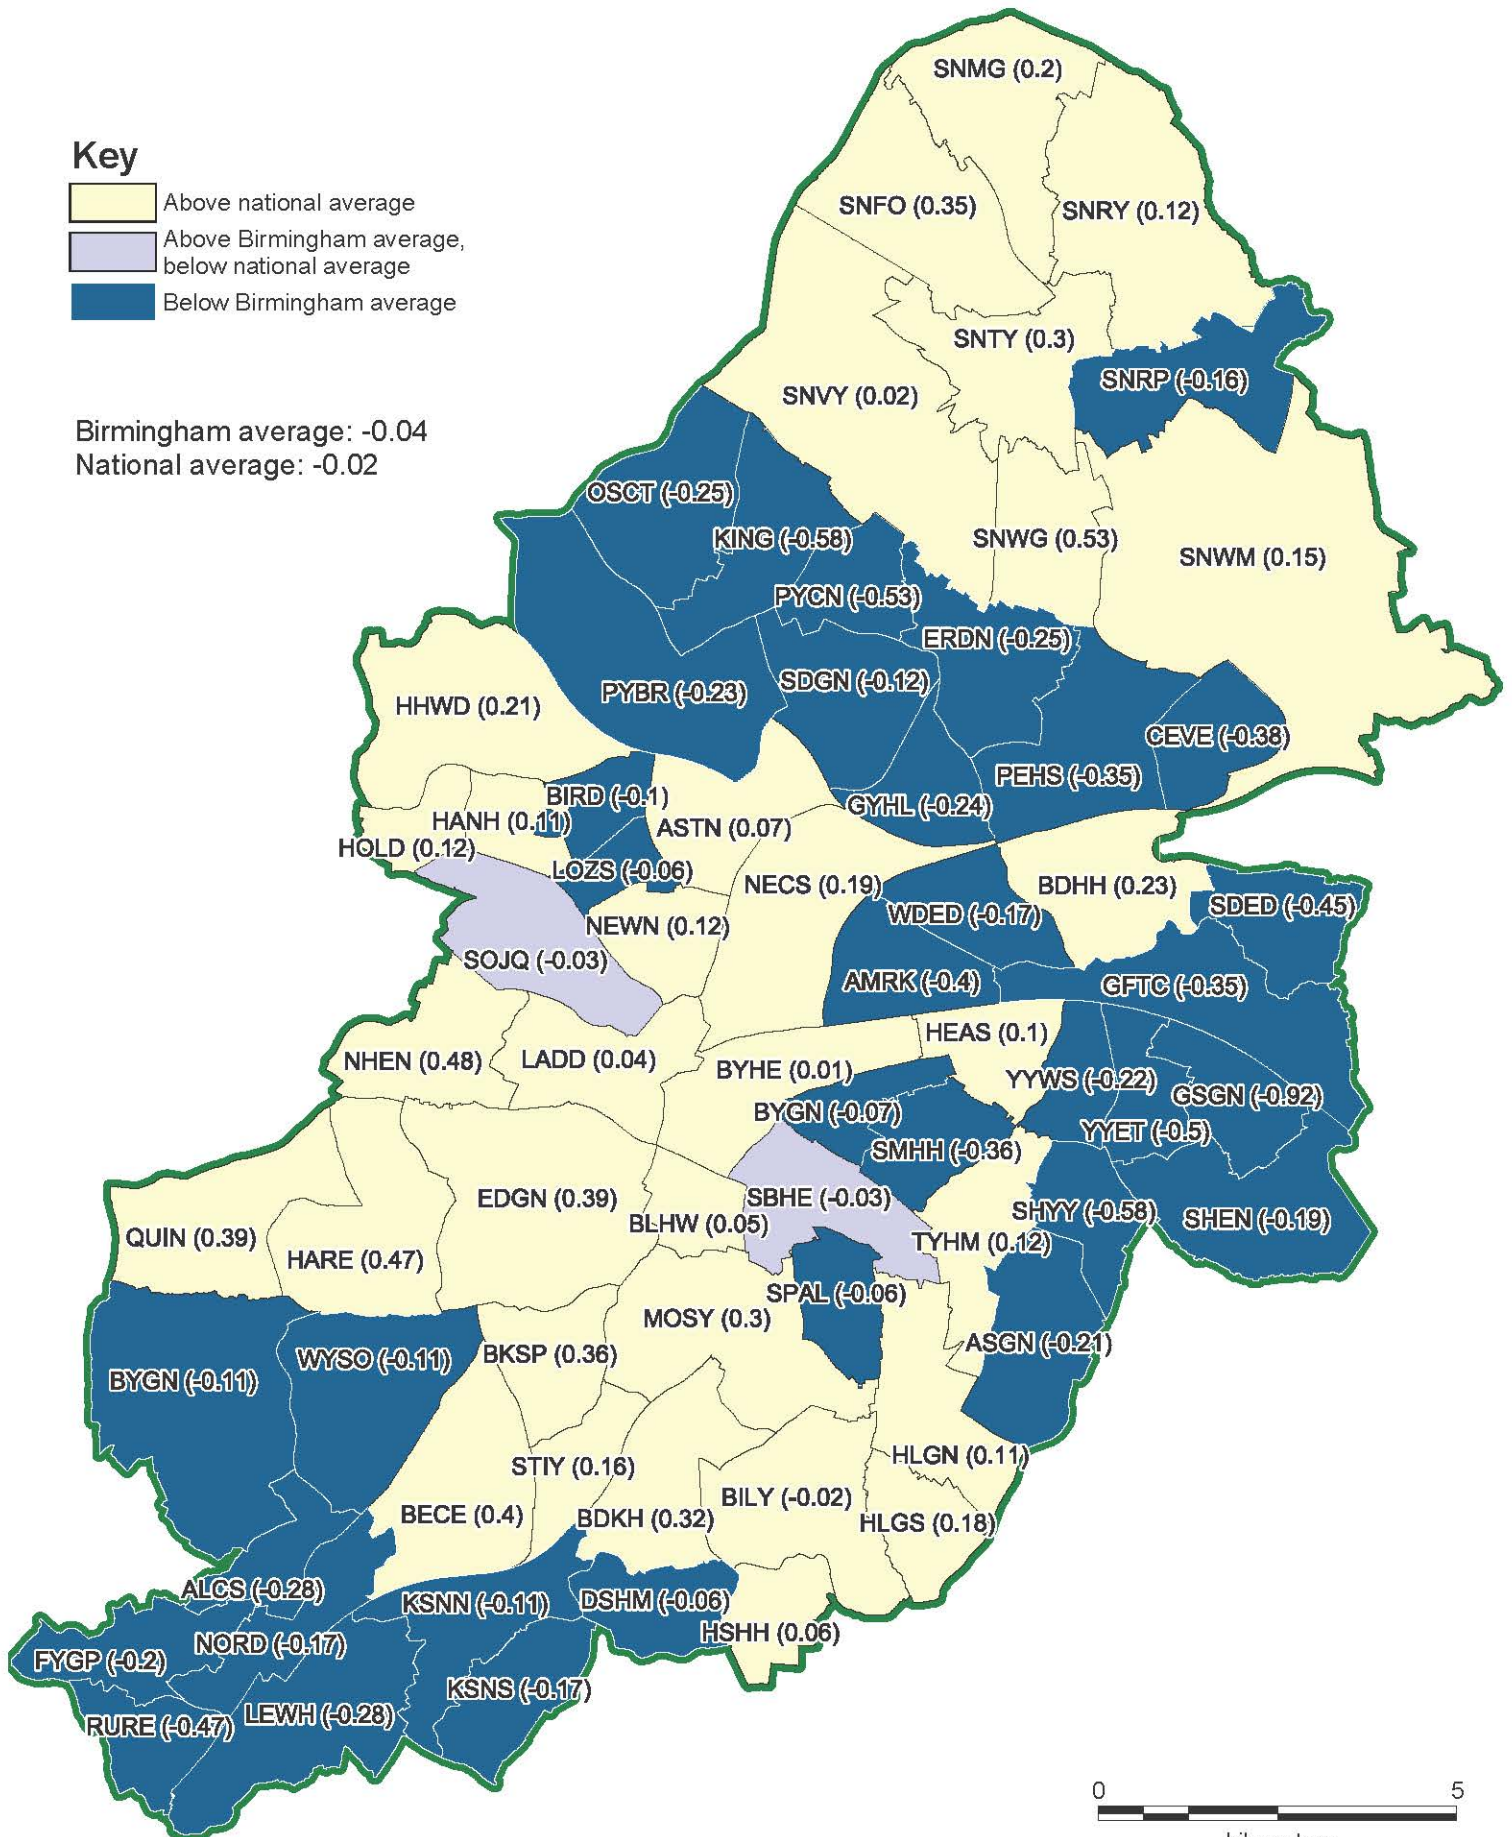 SNMG (0.2)
Key
Above national average
SNFO (0.35)
SNRY (0.12)
Above Birmingham average,
below national average
Below Birmingham average
SNTY (0.3)
SNRP (-0.16)
SNVY (0.02)
Birmingham average: -0.04
National average: -0.02
OSCT (-0.25)
KING (-0.58)
SNWG (0.53)
SNWM (0.15)
PYCN (-0.53)
ERDN (-0.25)
SDGN (-0.12)
PYBR (-0.23)
HHWD (0.21)
CEVE (-0.38)
PEHS (-0.35)
BIRD (-0.1)
GYHL (-0.24)
HANH (0.11)
ASTN (0.07)
HOLD (0.12)
LOZS (-0.06)
NECS (0.19)
BDHH (0.23)
SDED (-0.45)
WDED (-0.17)
NEWN (0.12)
SOJQ (-0.03)
AMRK (-0.4)
GFTC (-0.35)
HEAS (0.1)
NHEN (0.48)
LADD (0.04)
BYHE (0.01)
YYWS (-0.22)
GSGN (-0.92)
BYGN (-0.07)
YYET (-0.5)
SMHH (-0.36)
EDGN (0.39)
SBHE (-0.03)
BLHW (0.05)
SHYY (-0.58)
SHEN (-0.19)
QUIN (0.39)
TYHM (0.12)
HARE (0.47)
SPAL (-0.06)
MOSY (0.3)
ASGN (-0.21)
WYSO (-0.11)
BKSP (0.36)
BYGN (-0.11)
HLGN (0.11)
STIY (0.16)
BILY (-0.02)
BECE (0.4)
BDKH (0.32)
HLGS (0.18)
ALCS (-0.28)
KSNN (-0.11)
DSHM (-0.06)
HSHH (0.06)
NORD (-0.17)
FYGP (-0.2)
KSNS (-0.17)
LEWH (-0.28)
RURE (-0.47)
0 5